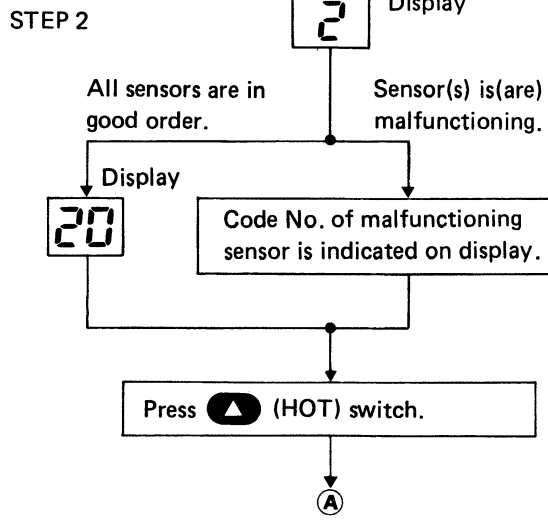 Display
STEP 2
2
All sensors are in
good order.
Sensor(s) is(are)
malfunctioning.
Display
20
Code No. of malfunctioning
sensor is indicated on display.
Press (HOT) switch.
A